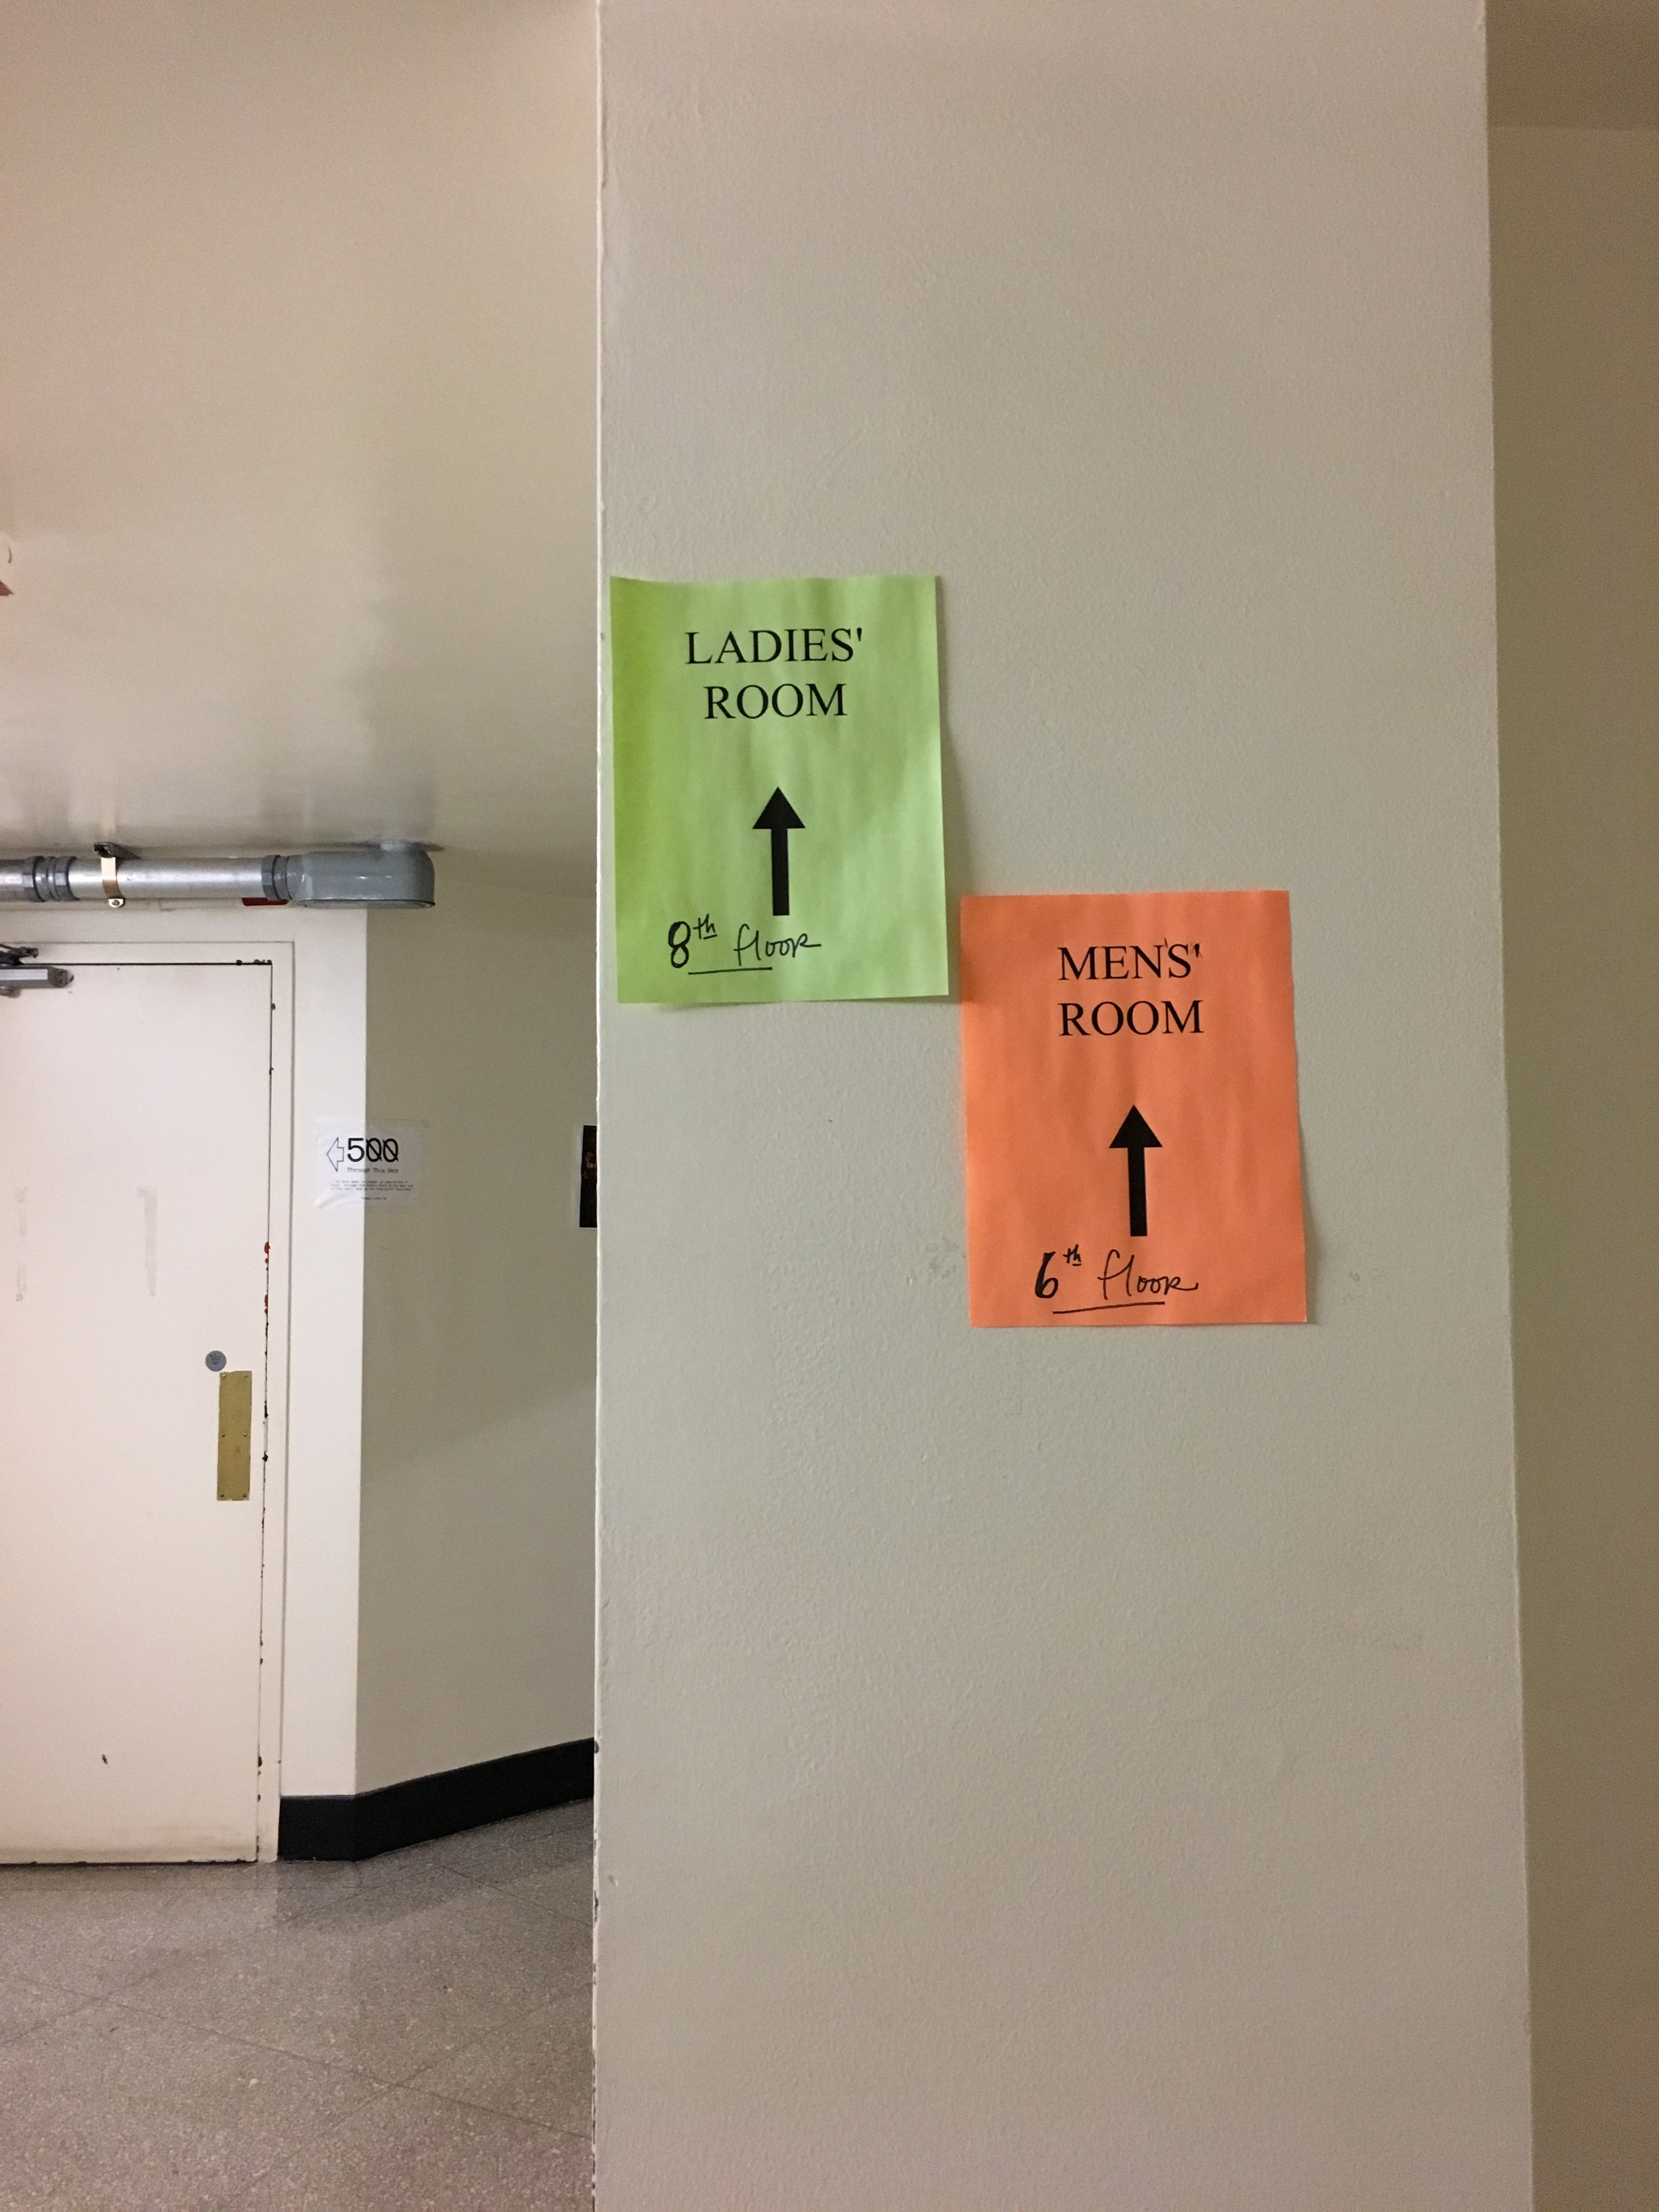 LADIES'
ROOM
8th floor
MEN'S'
ROOM
6th floor
500
Through This Door